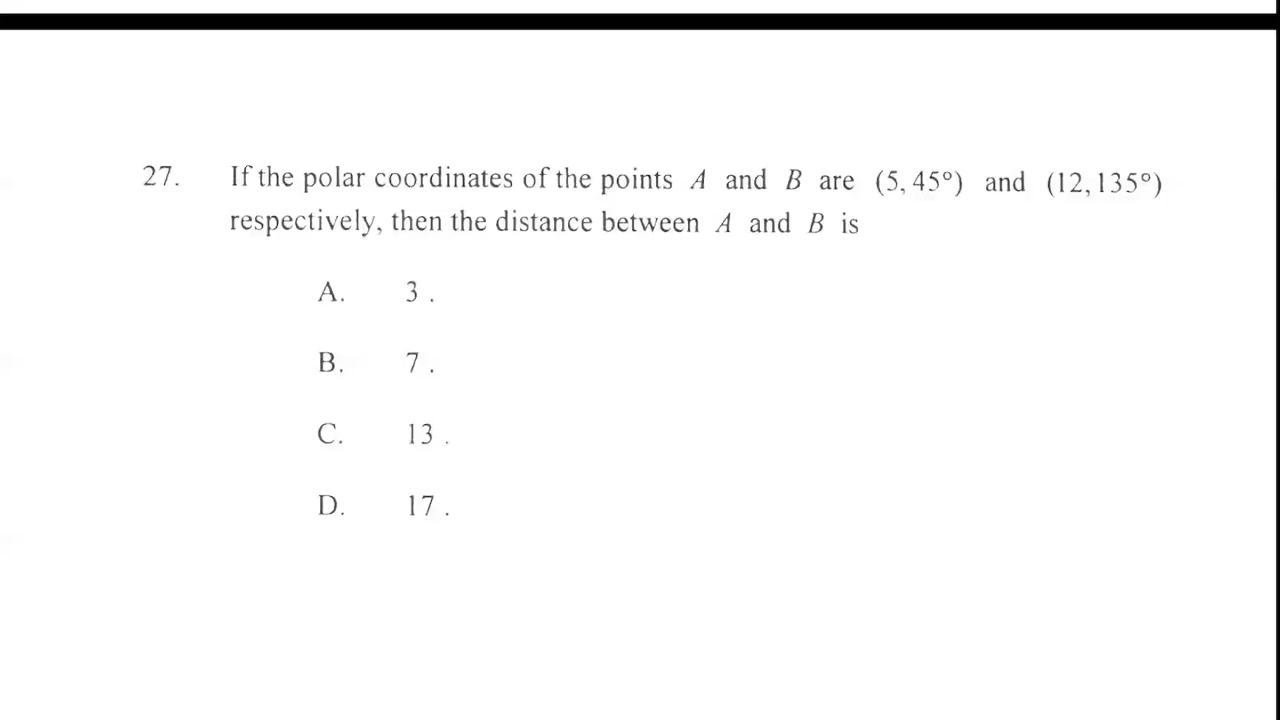 27. If the polar coordinates of the points A and B are (5, 45°) and (12, 135°)
respectively, then the distance between A and B is
A. 3 .
B. 7 .
C. 13 .
D. 17 .